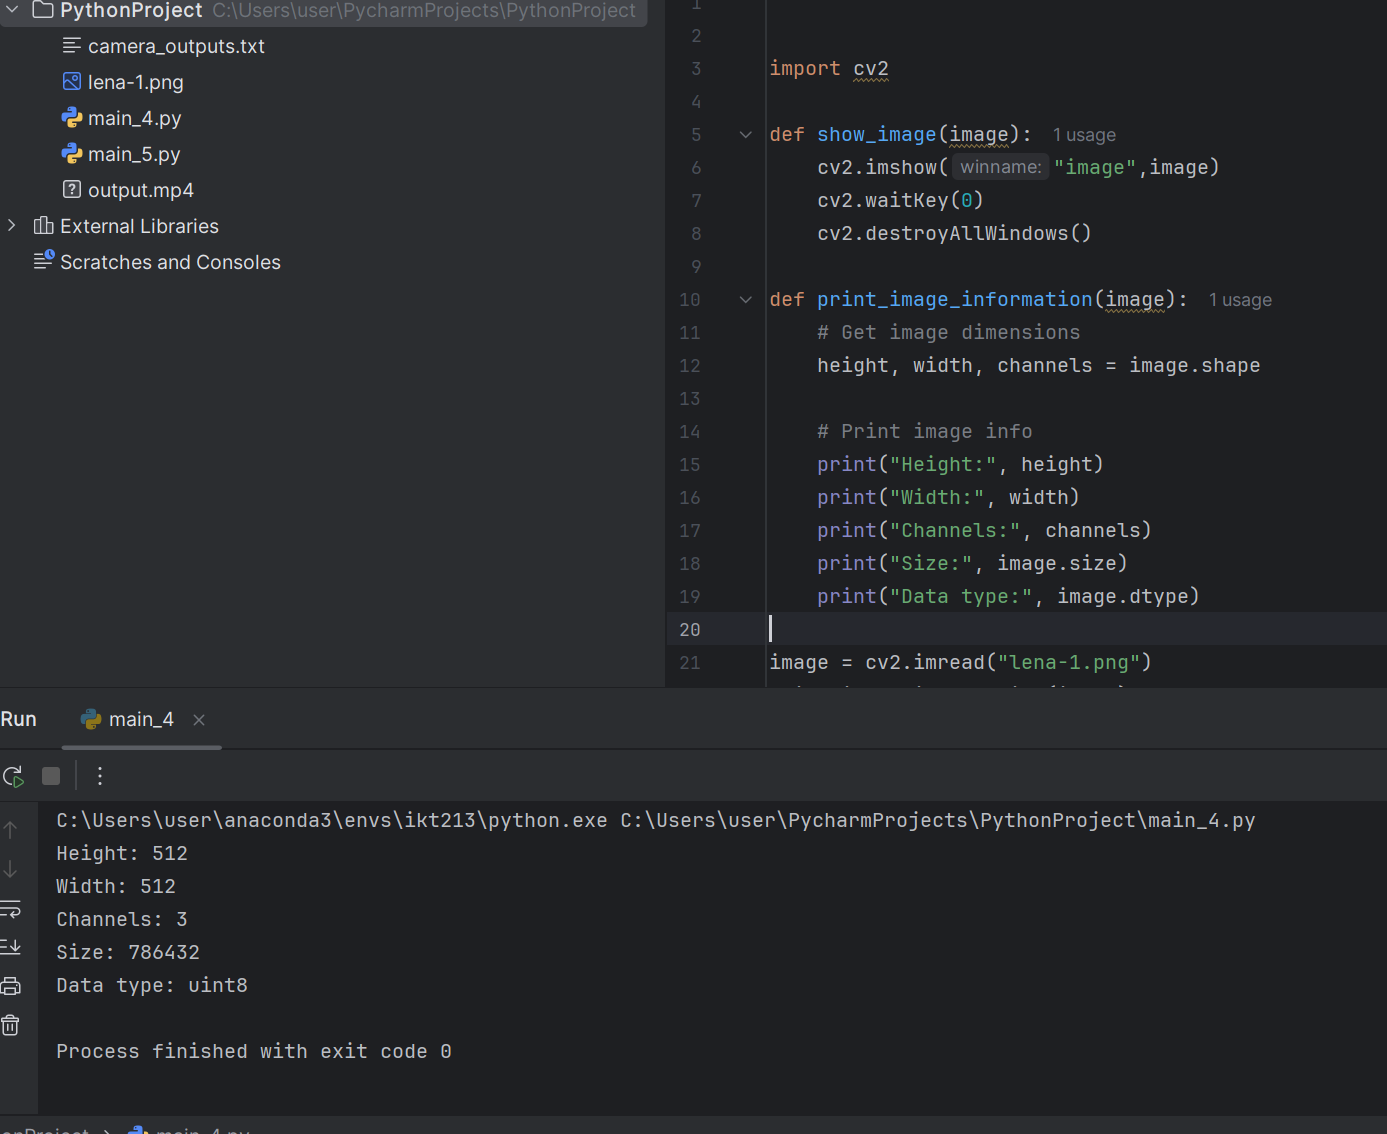 PythonProject C:\Users\user\PycharmProjects\PythonProject
camera_outputs.txt
lena-1.png
main_4.py
main_5.py
output.mp4
External Libraries
Scratches and Consoles
1
2
3 import cv2
4
5 def show_image(image): 1 usage
6 cv2.imshow( winname: "image",image)
7 cv2.waitKey(0)
8 cv2.destroyAllWindows()
9
10 def print_image_information(image): 1 usage
11 # Get image dimensions
12 height, width, channels = image.shape
13
14 # Print image info
15 print("Height:", height)
16 print("Width:", width)
17 print("Channels:", channels)
18 print("Size:", image.size)
19 print("Data type:", image.dtype)
20
21 image = cv2.imread("lena-1.png")
Run main_4
C:\Users\user\anaconda3\envs\ikt213\python.exe C:\Users\user\PycharmProjects\PythonProject\main_4.py
Height: 512
Width: 512
Channels: 3
Size: 786432
Data type: uint8
Process finished with exit code 0
onProject > main_4.py